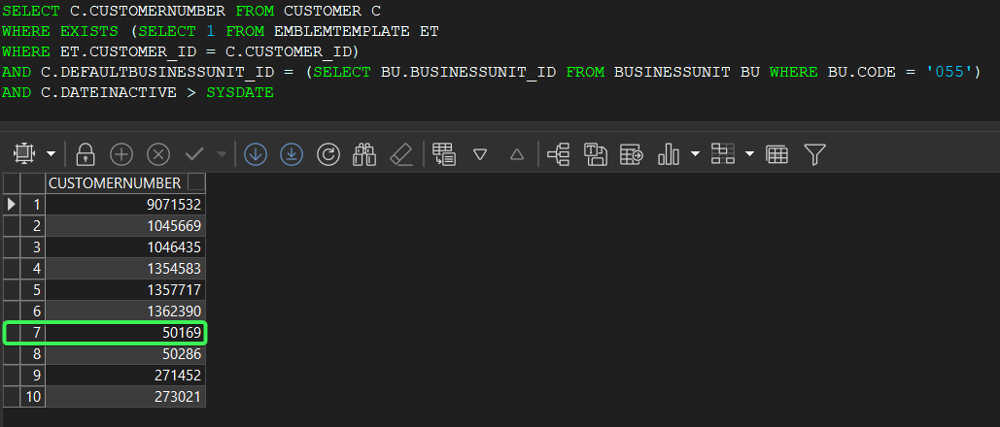 SELECT C.CUSTOMERNUMBER FROM CUSTOMER C
WHERE EXISTS (SELECT 1 FROM EMBLEMTEMPLATE ET
WHERE ET.CUSTOMER_ID = C.CUSTOMER_ID)
AND C.DEFAULTBUSINESSUNIT_ID = (SELECT BU.BUSINESSUNIT_ID FROM BUSINESSUNIT BU WHERE BU.CODE = '055')
AND C.DATEINACTIVE > SYSDATE
CUSTOMERNUMBER
1 9071532
2 1045669
3 1046435
4 1354583
5 1357717
6 1362390
7 50169
8 50286
9 271452
10 273021